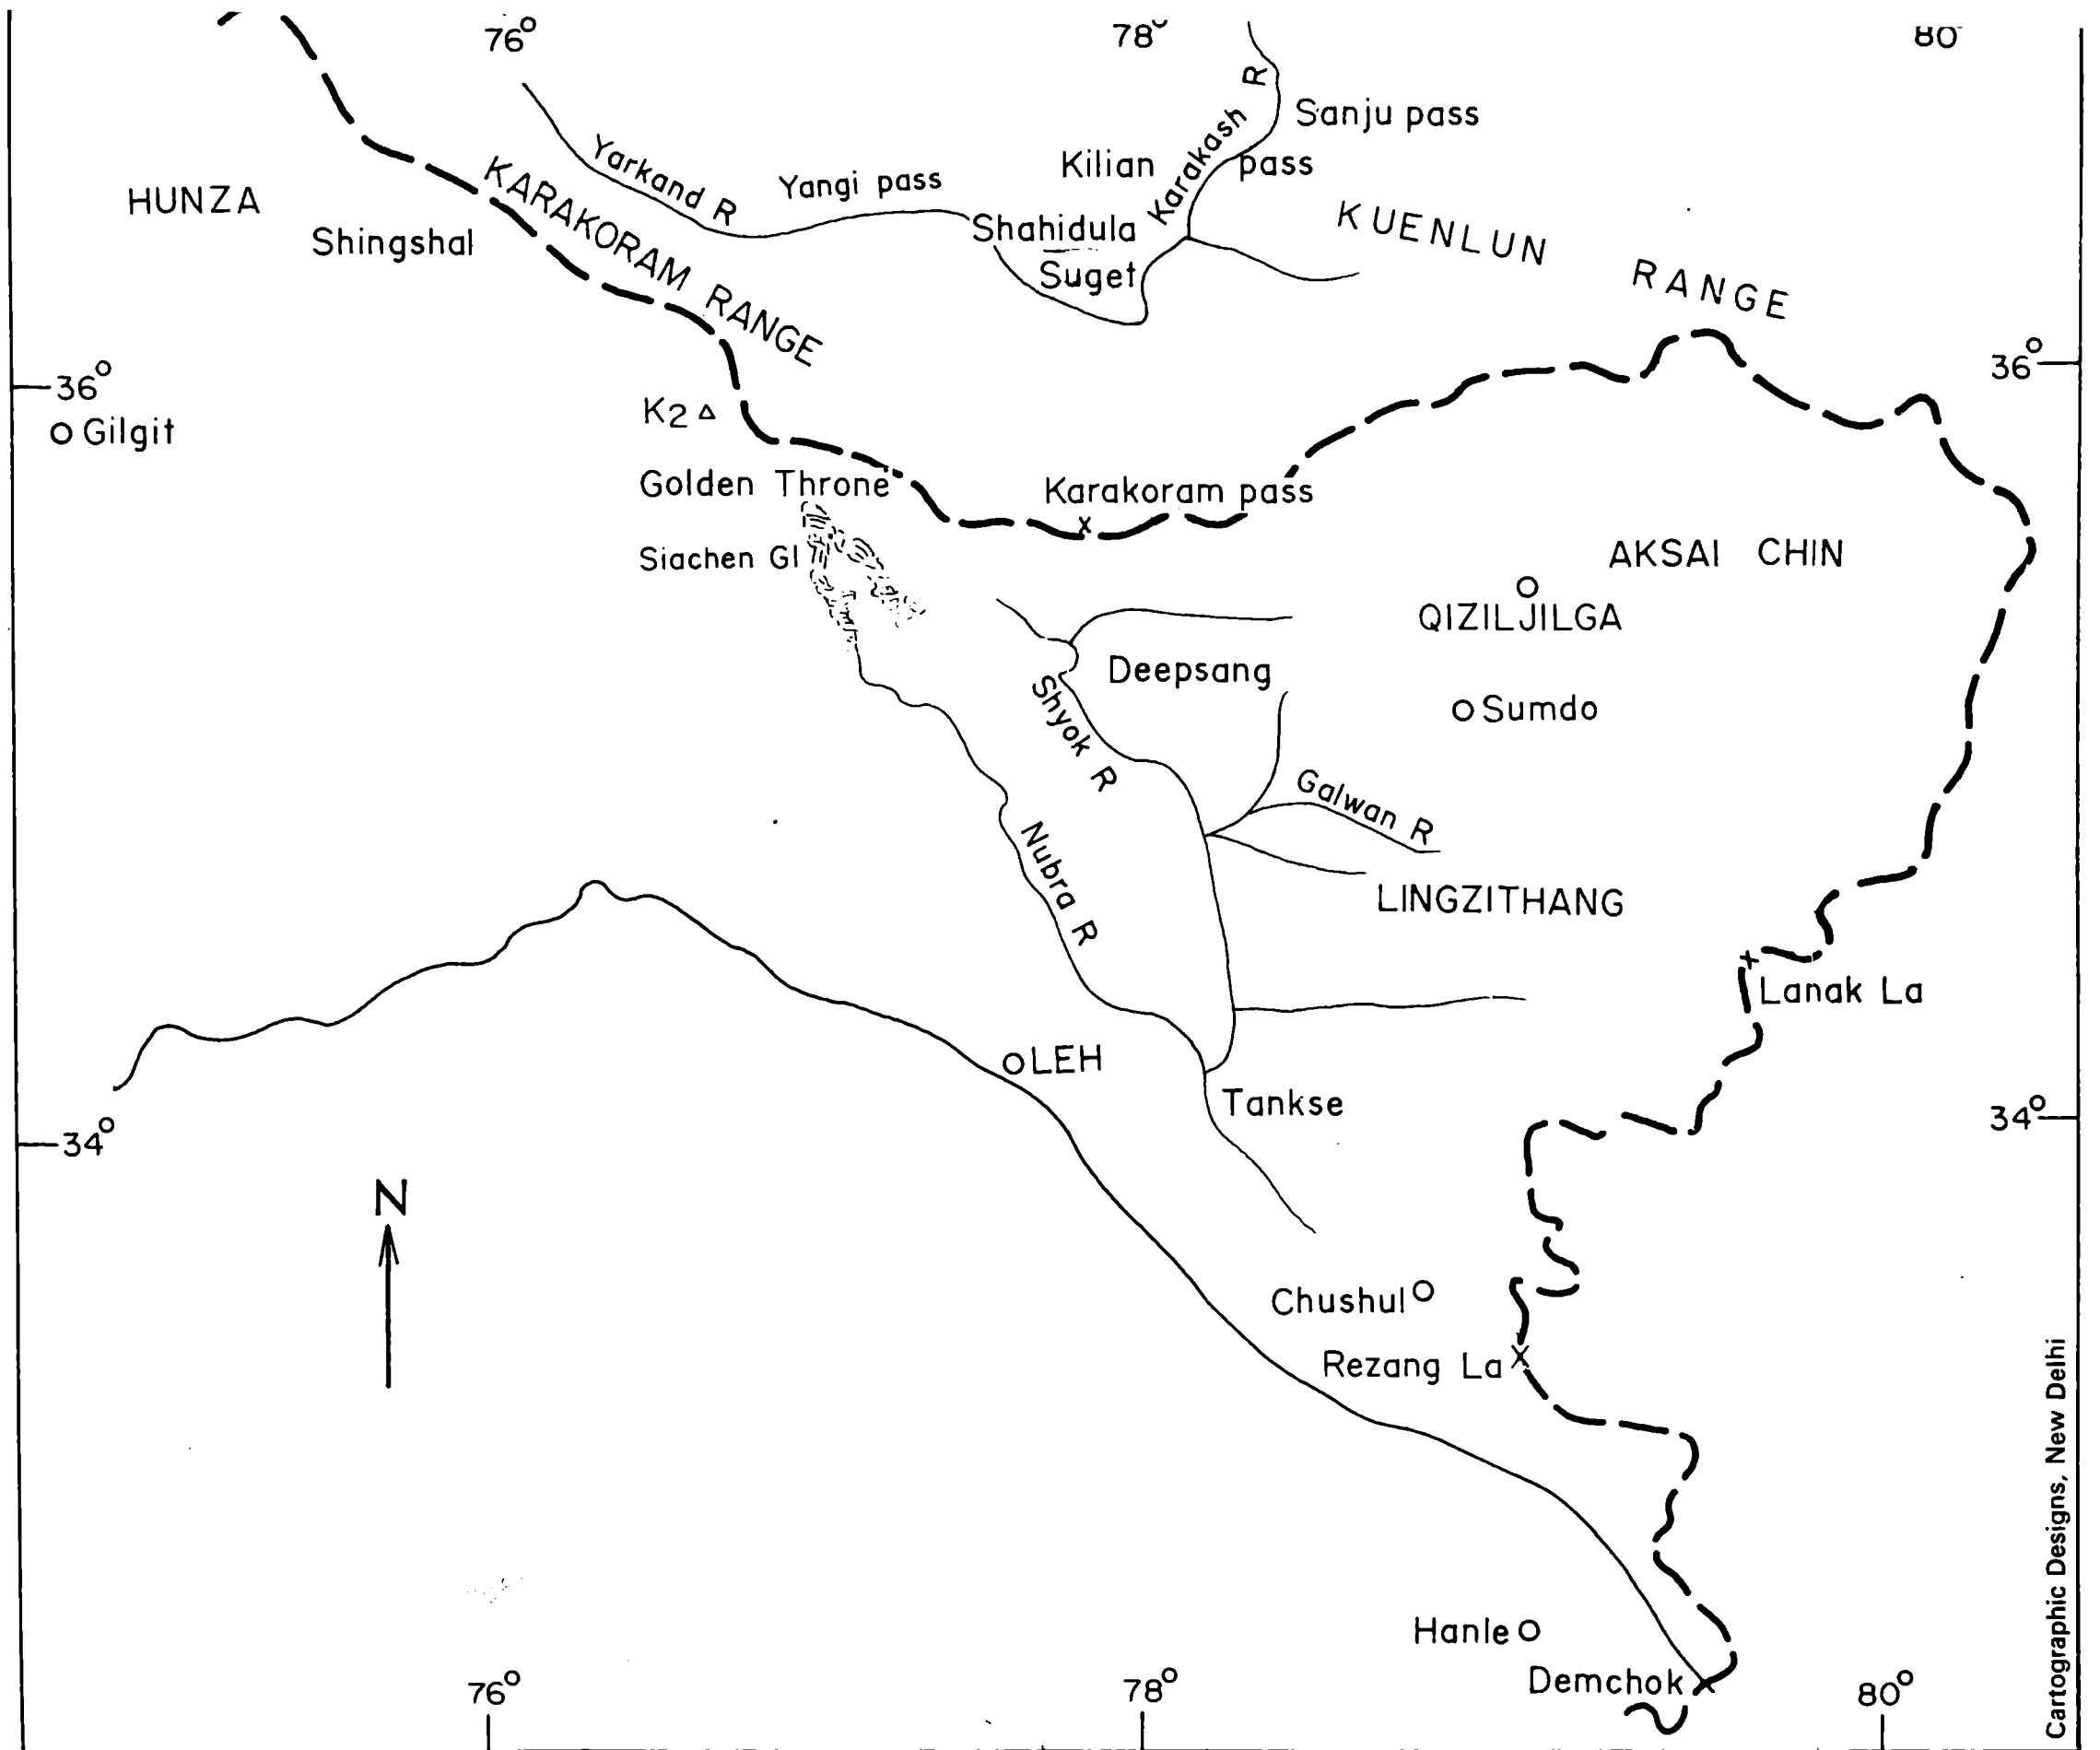 76°
78°
80°
Karakash R
Sanju pass
Kilian pass
Yarkand R
Yangi pass
HUNZA
Shingshal
KARAKORAM RANGE
Shahidula
Suget
KUENLUN RANGE
36°
36°
K2
Gilgit
Golden Throne
Karakoram pass
Siachen Gl
AKSAI CHIN
QIZILJILGA
Deepsang
Shyok R
Sumdo
Galwan R
Nubra R
LINGZITHANG
Lanak La
LEH
Tankse
34°
34°
N
Chushul
Rezang La
Hanle
Demchok
76°
78°
80°
Cartographic Designs, New Delhi